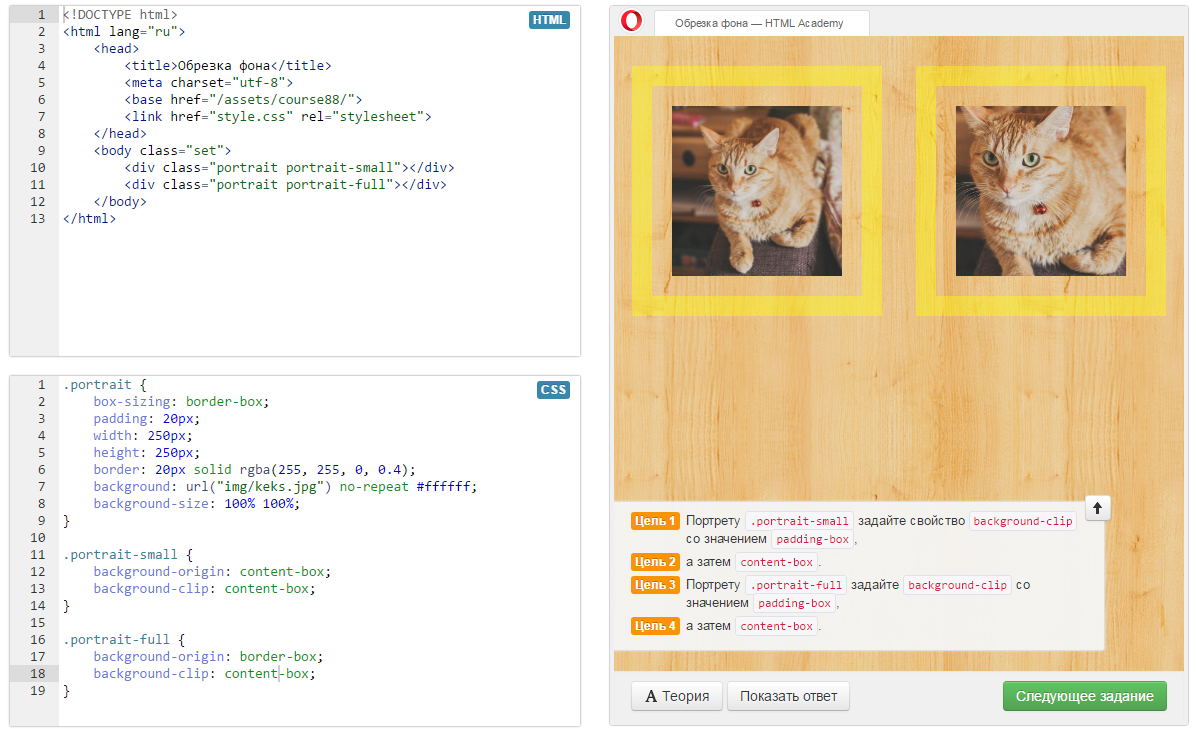 1 <!DOCTYPE html>
2 <html lang="ru">
3 <head>
4 <title>Обрезка фона</title>
5 <meta charset="utf-8">
6 <base href="/assets/course88/">
7 <link href="style.css" rel="stylesheet">
8 </head>
9 <body class="set">
10 <div class="portrait portrait-small"></div>
11 <div class="portrait portrait-full"></div>
12 </body>
13 </html>
HTML
1 .portrait {
2 box-sizing: border-box;
3 padding: 20px;
4 width: 250px;
5 height: 250px;
6 border: 20px solid rgba(255, 255, 0, 0.4);
7 background: url("img/keks.jpg") no-repeat #ffffff;
8 background-size: 100% 100%;
9 }
10
11 .portrait-small {
12 background-origin: content-box;
13 background-clip: content-box;
14 }
15
16 .portrait-full {
17 background-origin: border-box;
18 background-clip: content-box;
19 }
CSS
Обрезка фона — HTML Academy
Цель 1 Портрету .portrait-small задайте свойство background-clip
со значением padding-box,
Цель 2 а затем content-box.
Цель 3 Портрету .portrait-full задайте background-clip со
значением padding-box,
Цель 4 а затем content-box.
A Теория Показать ответ Следующее задание